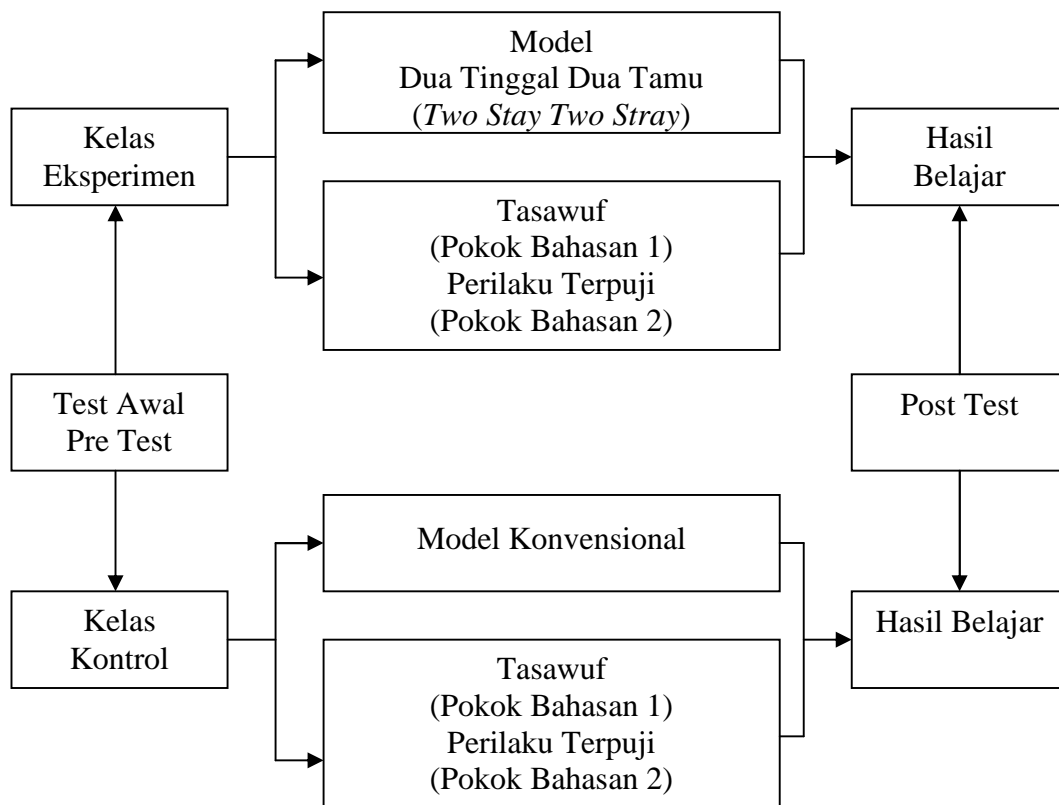 Model
Dua Tinggal Dua Tamu
(Two Stay Two Stray)
Kelas
Eksperimen
Hasil
Belajar
Tasawuf
(Pokok Bahasan 1)
Perilaku Terpuji
(Pokok Bahasan 2)
Test Awal
Pre Test
Post Test
Model Konvensional
Kelas
Kontrol
Hasil Belajar
Tasawuf
(Pokok Bahasan 1)
Perilaku Terpuji
(Pokok Bahasan 2)